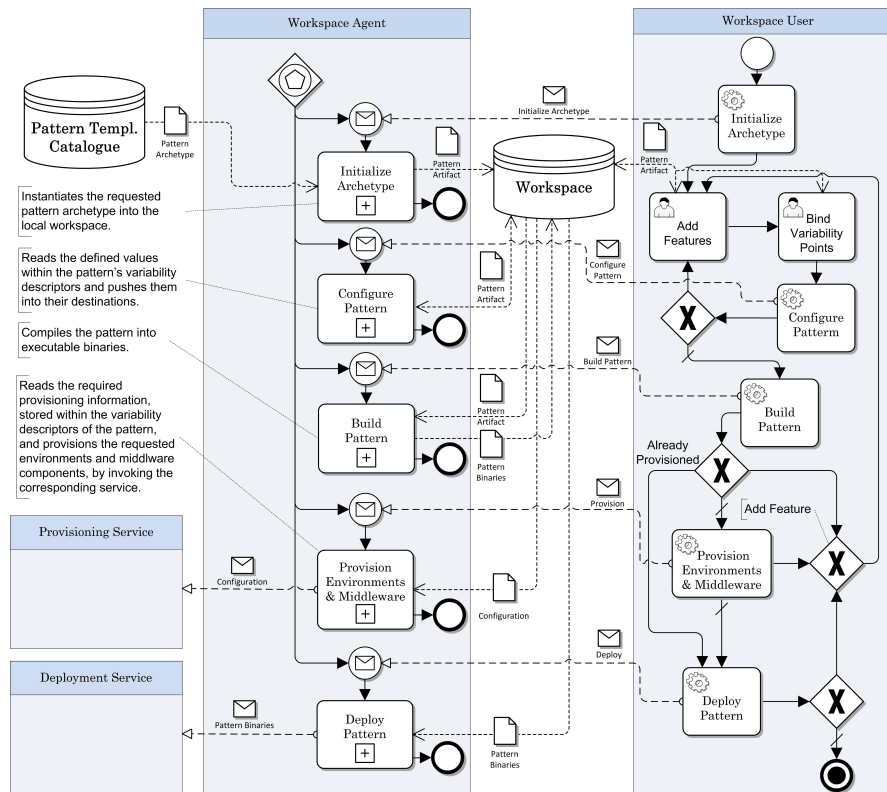 Workspace Agent
Workspace User
Pattern Templ.
Catalogue
Pattern
Archetype
Initialize Archetype
Initialize
Archetype
Pattern
Artifact
Initialize
Archetype
Workspace
Pattern
Artifact
Instantiates the requested
pattern archetype into the
local workspace.
Add
Features
Bind
Variability
Points
Reads the defined values
within the pattern's variability
descriptors and pushes them
into their destinations.
Configure
Pattern
Pattern
Artifact
Configure
Pattern
Configure
Patterm
X
Compiles the pattern into
executable binaries.
Build Pattern
Build
Pattern
Pattern
Artifact
Pattern
Binaries
Build
Pattern
Reads the required
provisioning information,
stored within the variability
descriptors of the pattern,
and provisions the requested
environments and middlware
components, by invoking the
corresponding service.
Already
Provisioned
X
Provision
Add Feature
Provisioning Service
Configuration
Provision
Environments
& Middleware
Configuration
Provision
Environments
& Middleware
X
Deploy
Deployment Service
Pattern Binaries
Deploy
Pattern
Pattern
Binaries
Deploy
Pattern
X